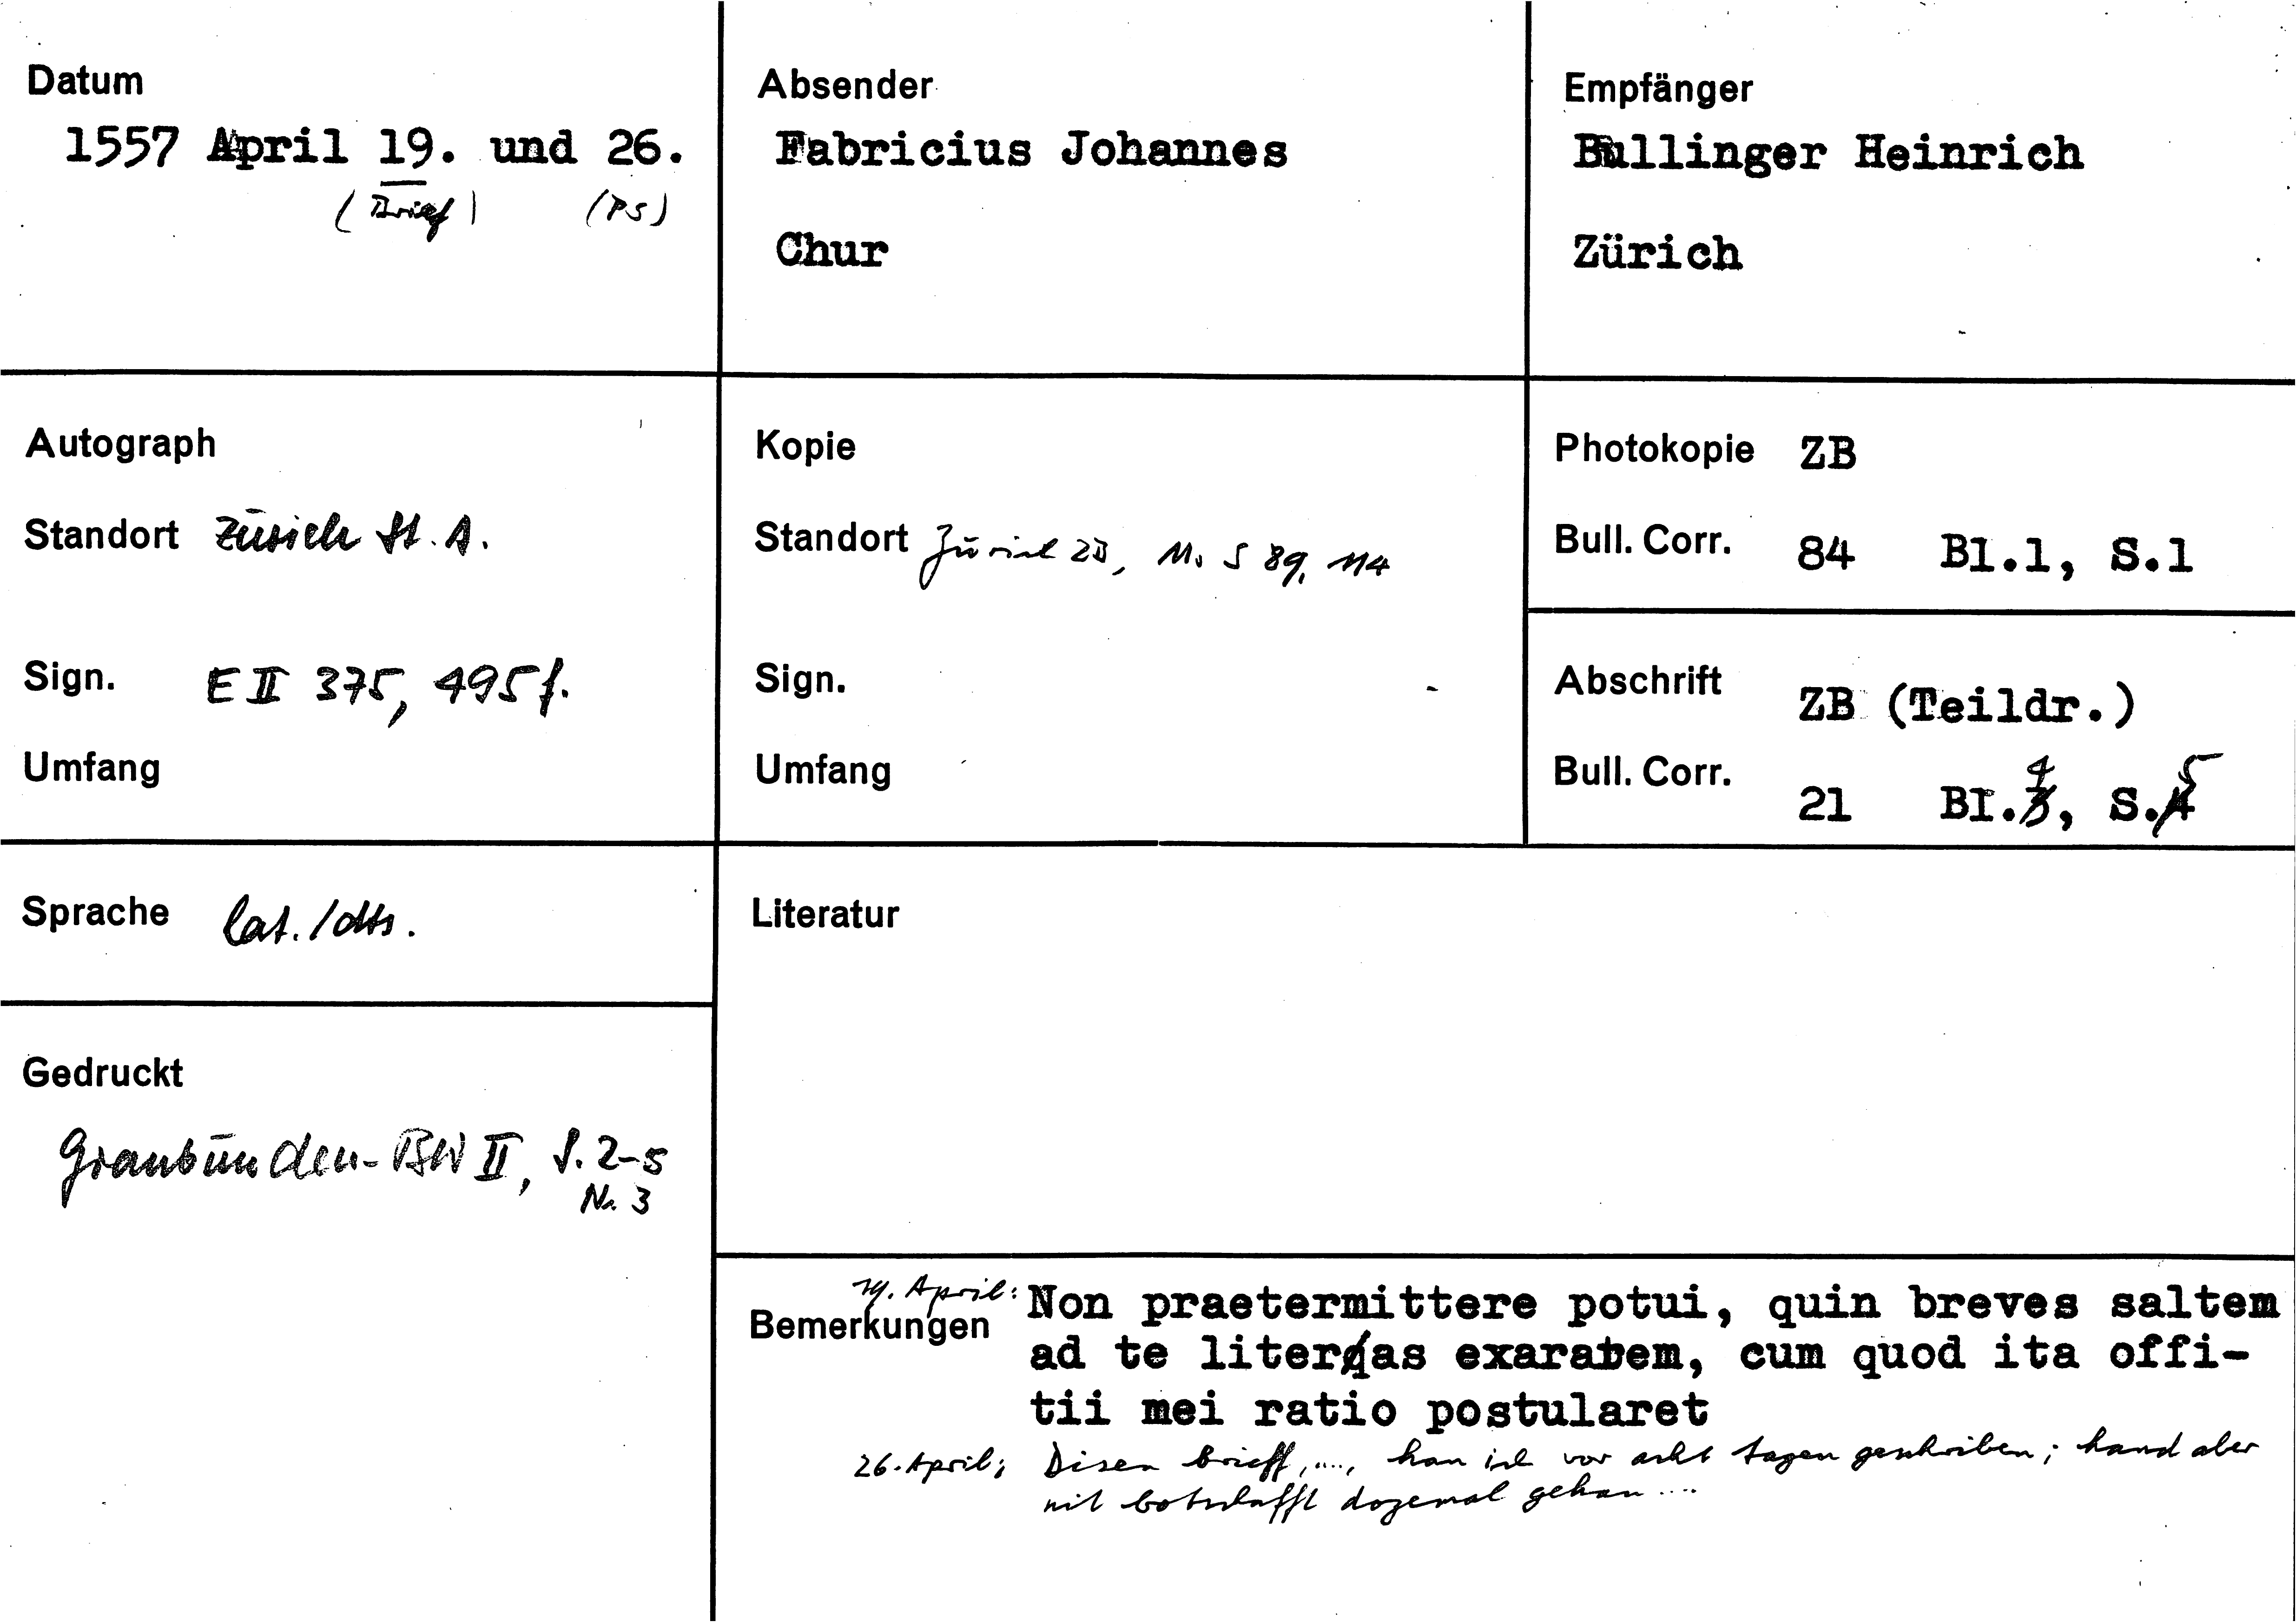 Datum
1557 April 19. und 26.
(Brief) (PS)
Absender
Fabricius Johannes
Chur
Empfänger
Bullinger Heinrich
Zürich
Autograph
Standort Zürich St. A.
Sign. E II 375, 495 f.
Umfang
Kopie
Standort Zürich ZB, Ms S 89, 114
Sign.
Umfang
Photokopie ZB
Bull. Corr. 84 Bl.1, S.1
Abschrift ZB (Teildr.)
Bull. Corr. 21 Bl.4, S.5
Sprache lat./dts.
Literatur
Gedruckt
Graubünden-BW II, S. 2-5
Nr. 3
Bemerkungen
19. April: Non praetermittere potui, quin breves saltem
ad te literas exararem, cum quod ita offi-
tii mei ratio postularet
26. April: Disen brieff, ..., han ich vor acht tagen geschriben; hand aber
nit botschafft dozemal gehan ....